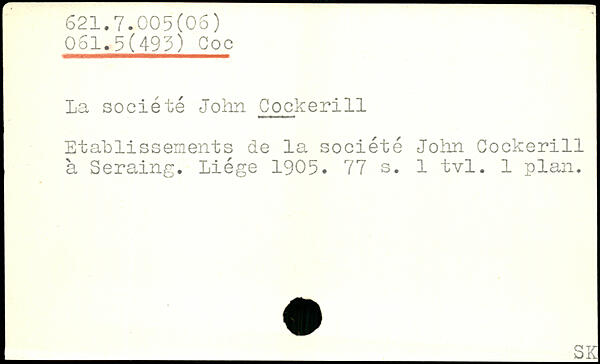 621.7.005(06)
061.5(493) Coc
La société John Cockerill
Etablissements de la société John Cockerill
à Seraing. Liége 1905. 77 s. 1 tvl. 1 plan.
SK